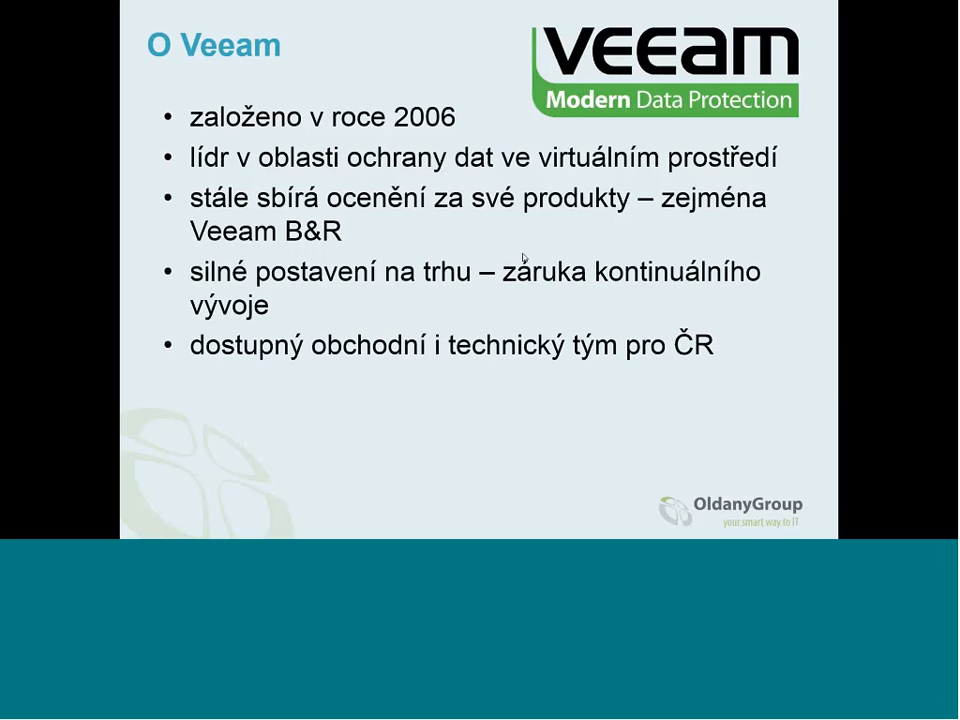 O Veeam
veeam
Modern Data Protection
• založeno v roce 2006
• lídr v oblasti ochrany dat ve virtuálním prostředí
• stále sbírá ocenění za své produkty – zejména
Veeam B&R
• silné postavení na trhu – záruka kontinuálního
vývoje
• dostupný obchodní i technický tým pro ČR
OldanyGroup
your smart way to IT